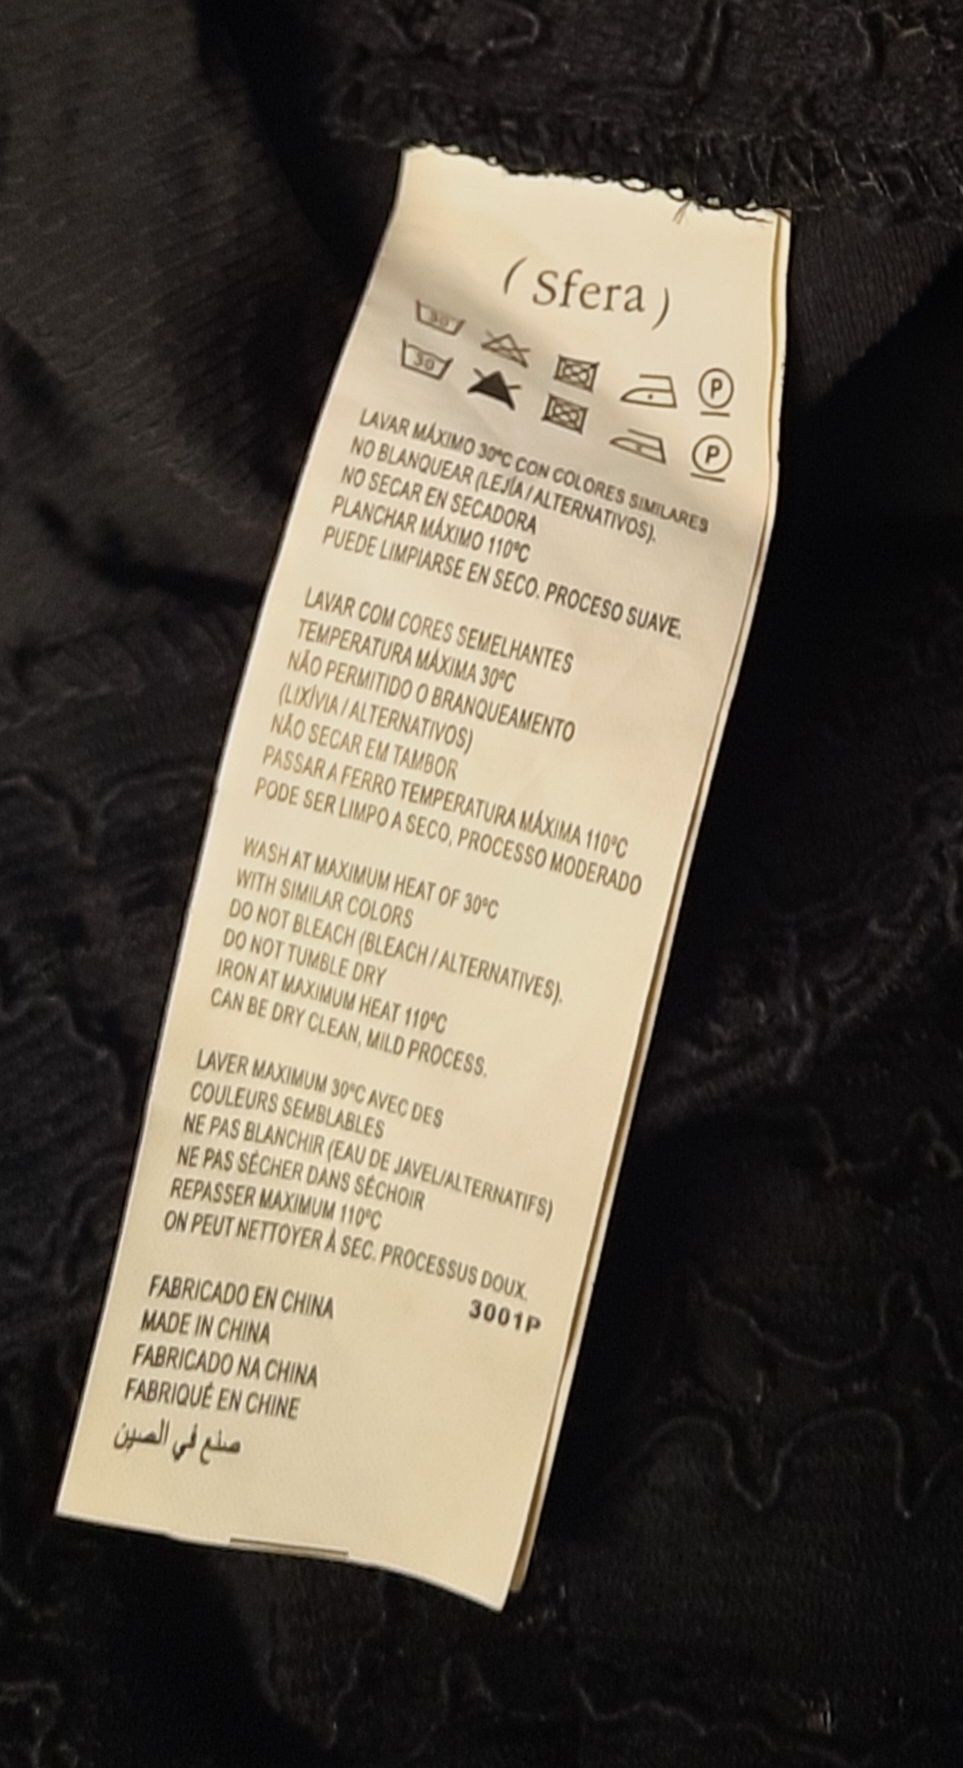 ( Sfera )
30 P
30 P
LAVAR MÁXIMO 30ºC CON COLORES SIMILARES
NO BLANQUEAR (LEJÍA / ALTERNATIVOS).
NO SECAR EN SECADORA
PLANCHAR MÁXIMO 110ºC
PUEDE LIMPIARSE EN SECO. PROCESO SUAVE.
LAVAR COM CORES SEMELHANTES
TEMPERATURA MÁXIMA 30ºC
NÃO PERMITIDO O BRANQUEAMENTO
(LIXÍVIA / ALTERNATIVOS)
NÃO SECAR EM TAMBOR
PASSAR A FERRO TEMPERATURA MÁXIMA 110ºC
PODE SER LIMPO A SECO, PROCESSO MODERADO
WASH AT MAXIMUM HEAT OF 30ºC
WITH SIMILAR COLORS
DO NOT BLEACH (BLEACH / ALTERNATIVES).
DO NOT TUMBLE DRY
IRON AT MAXIMUM HEAT 110ºC
CAN BE DRY CLEAN, MILD PROCESS.
LAVER MAXIMUM 30ºC AVEC DES
COULEURS SEMBLABLES
NE PAS BLANCHIR (EAU DE JAVEL/ALTERNATIFS)
NE PAS SÉCHER DANS SÉCHOIR
REPASSER MAXIMUM 110ºC
ON PEUT NETTOYER À SEC. PROCESSUS DOUX.
3001P
FABRICADO EN CHINA
MADE IN CHINA
FABRICADO NA CHINA
FABRIQUÉ EN CHINE
صنع في الصين